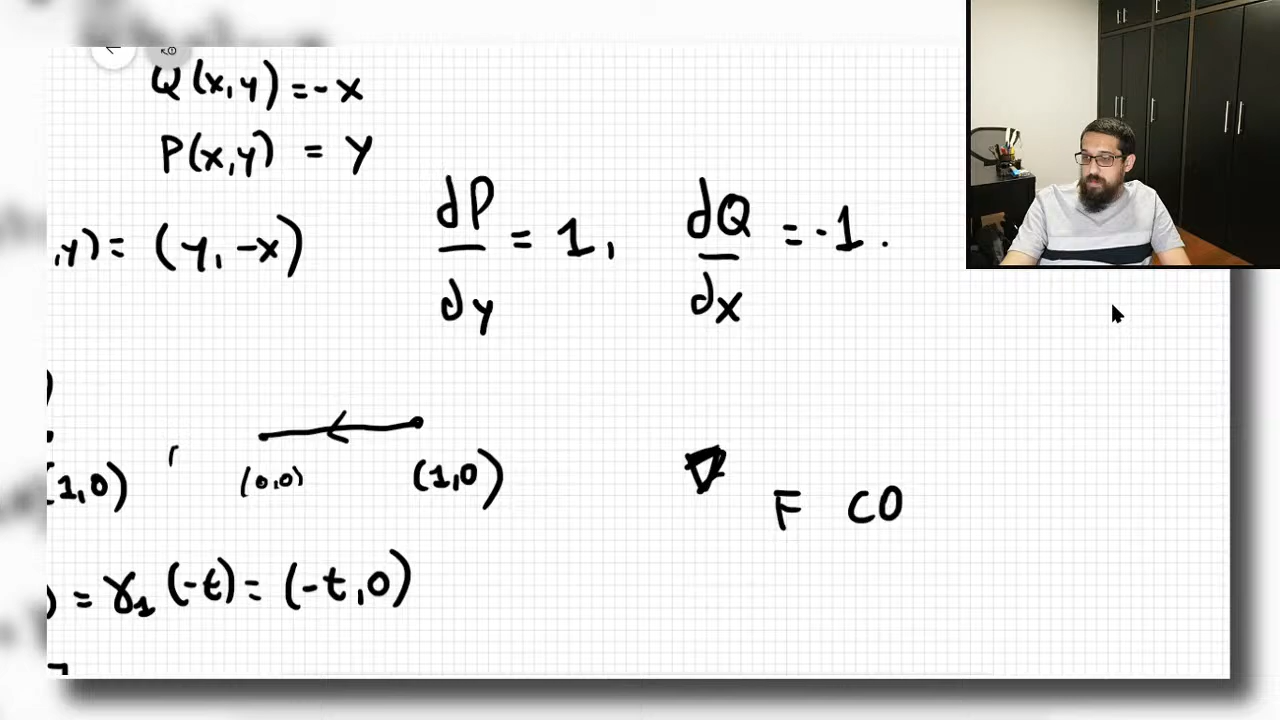 Q(x,y) = -x
P(x,y) = y
,y) = (y, -x)
dP/dy = 1, dQ/dx = -1.
(1,0)
(0,0)
(1,0)
F CO
) = γ₁(-t) = (-t,0)